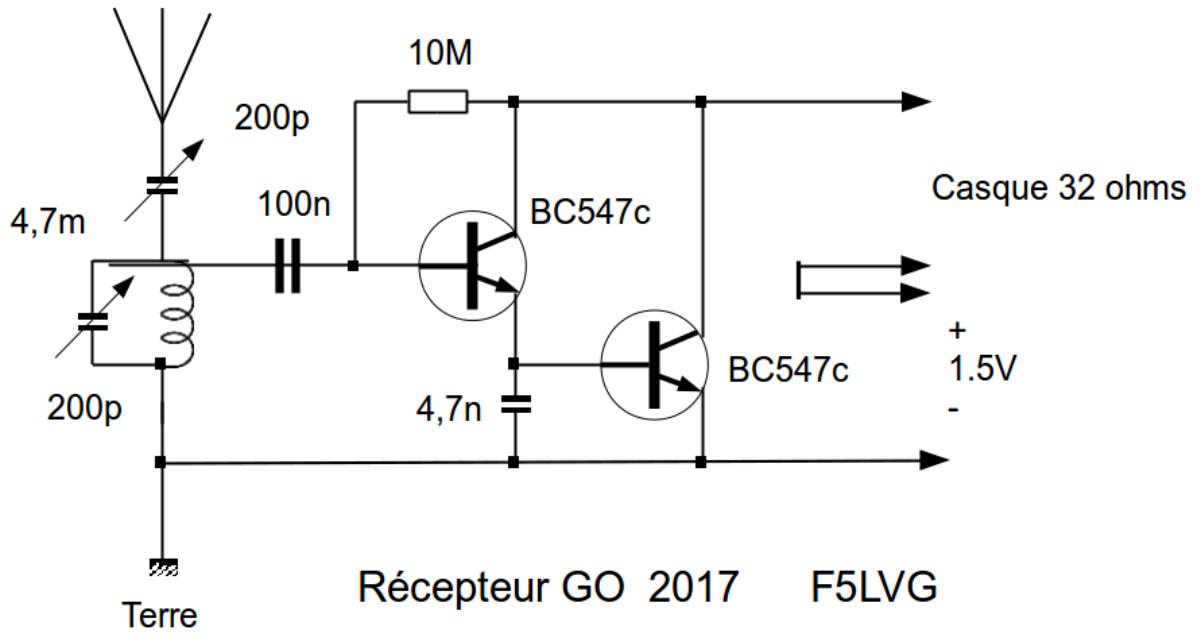 10M
200p
4,7m
100n
BC547c
Casque 32 ohms
200p
4,7n
BC547c
+
1.5V
-
Récepteur GO 2017 F5LVG
Terre